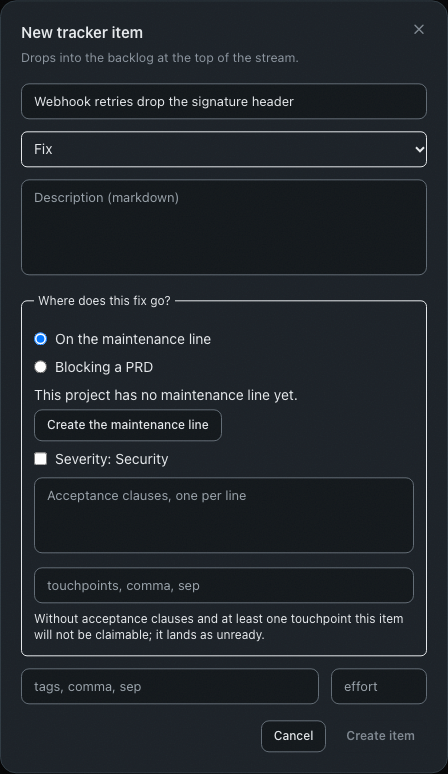 New tracker item
Drops into the backlog at the top of the stream.
Webhook retries drop the signature header
Fix
Description (markdown)
Where does this fix go?
On the maintenance line
Blocking a PRD
This project has no maintenance line yet.
Create the maintenance line
Severity: Security
Acceptance clauses, one per line
touchpoints, comma, sep
Without acceptance clauses and at least one touchpoint this item
will not be claimable; it lands as unready.
tags, comma, sep
effort
Cancel
Create item